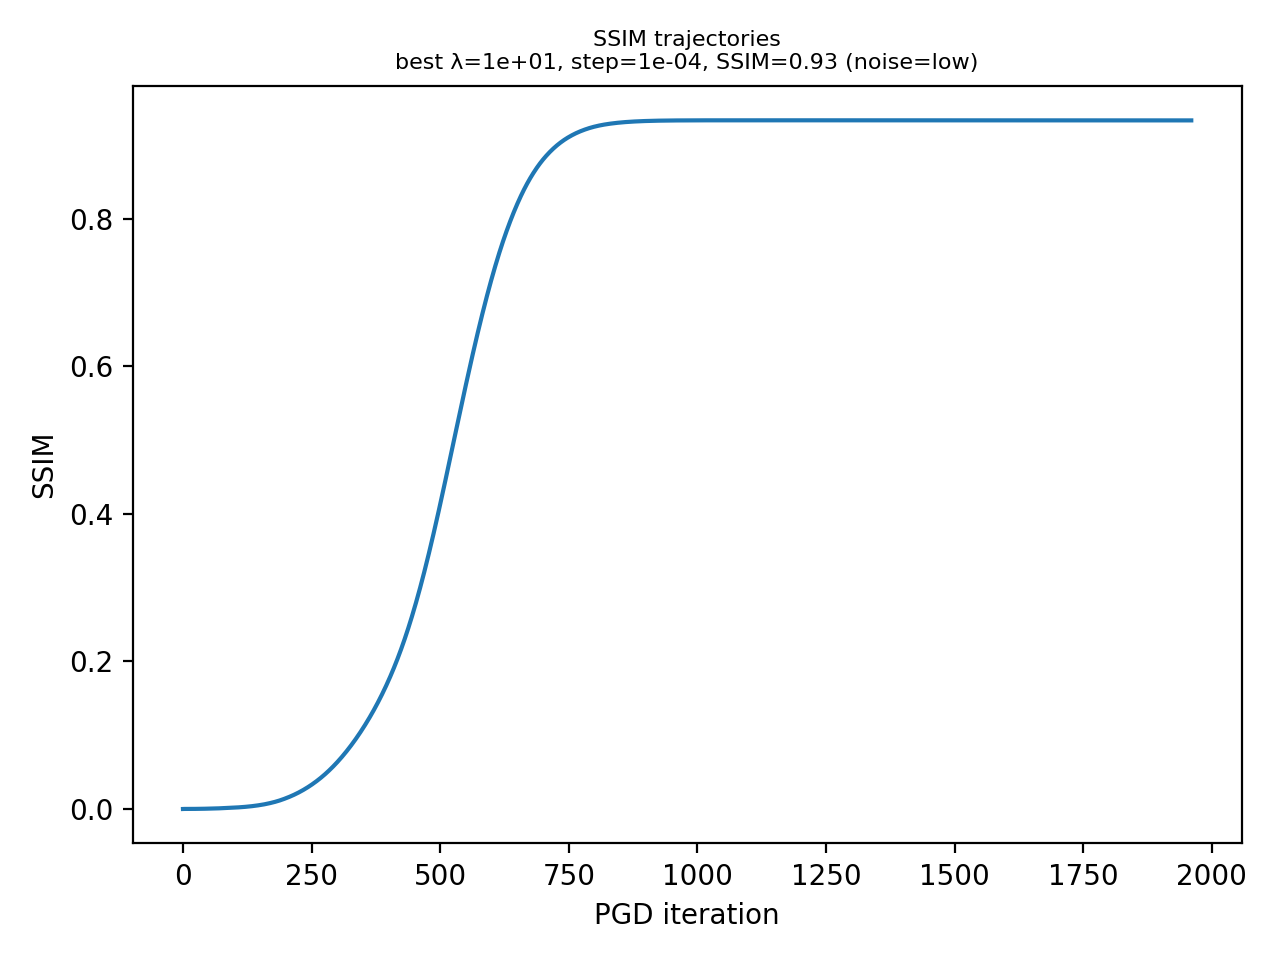 SSIM trajectories
best λ=1e+01, step=1e-04, SSIM=0.93 (noise=low)
SSIM
0.8
0.6
0.4
0.2
0.0
0 250 500 750 1000 1250 1500 1750 2000
PGD iteration